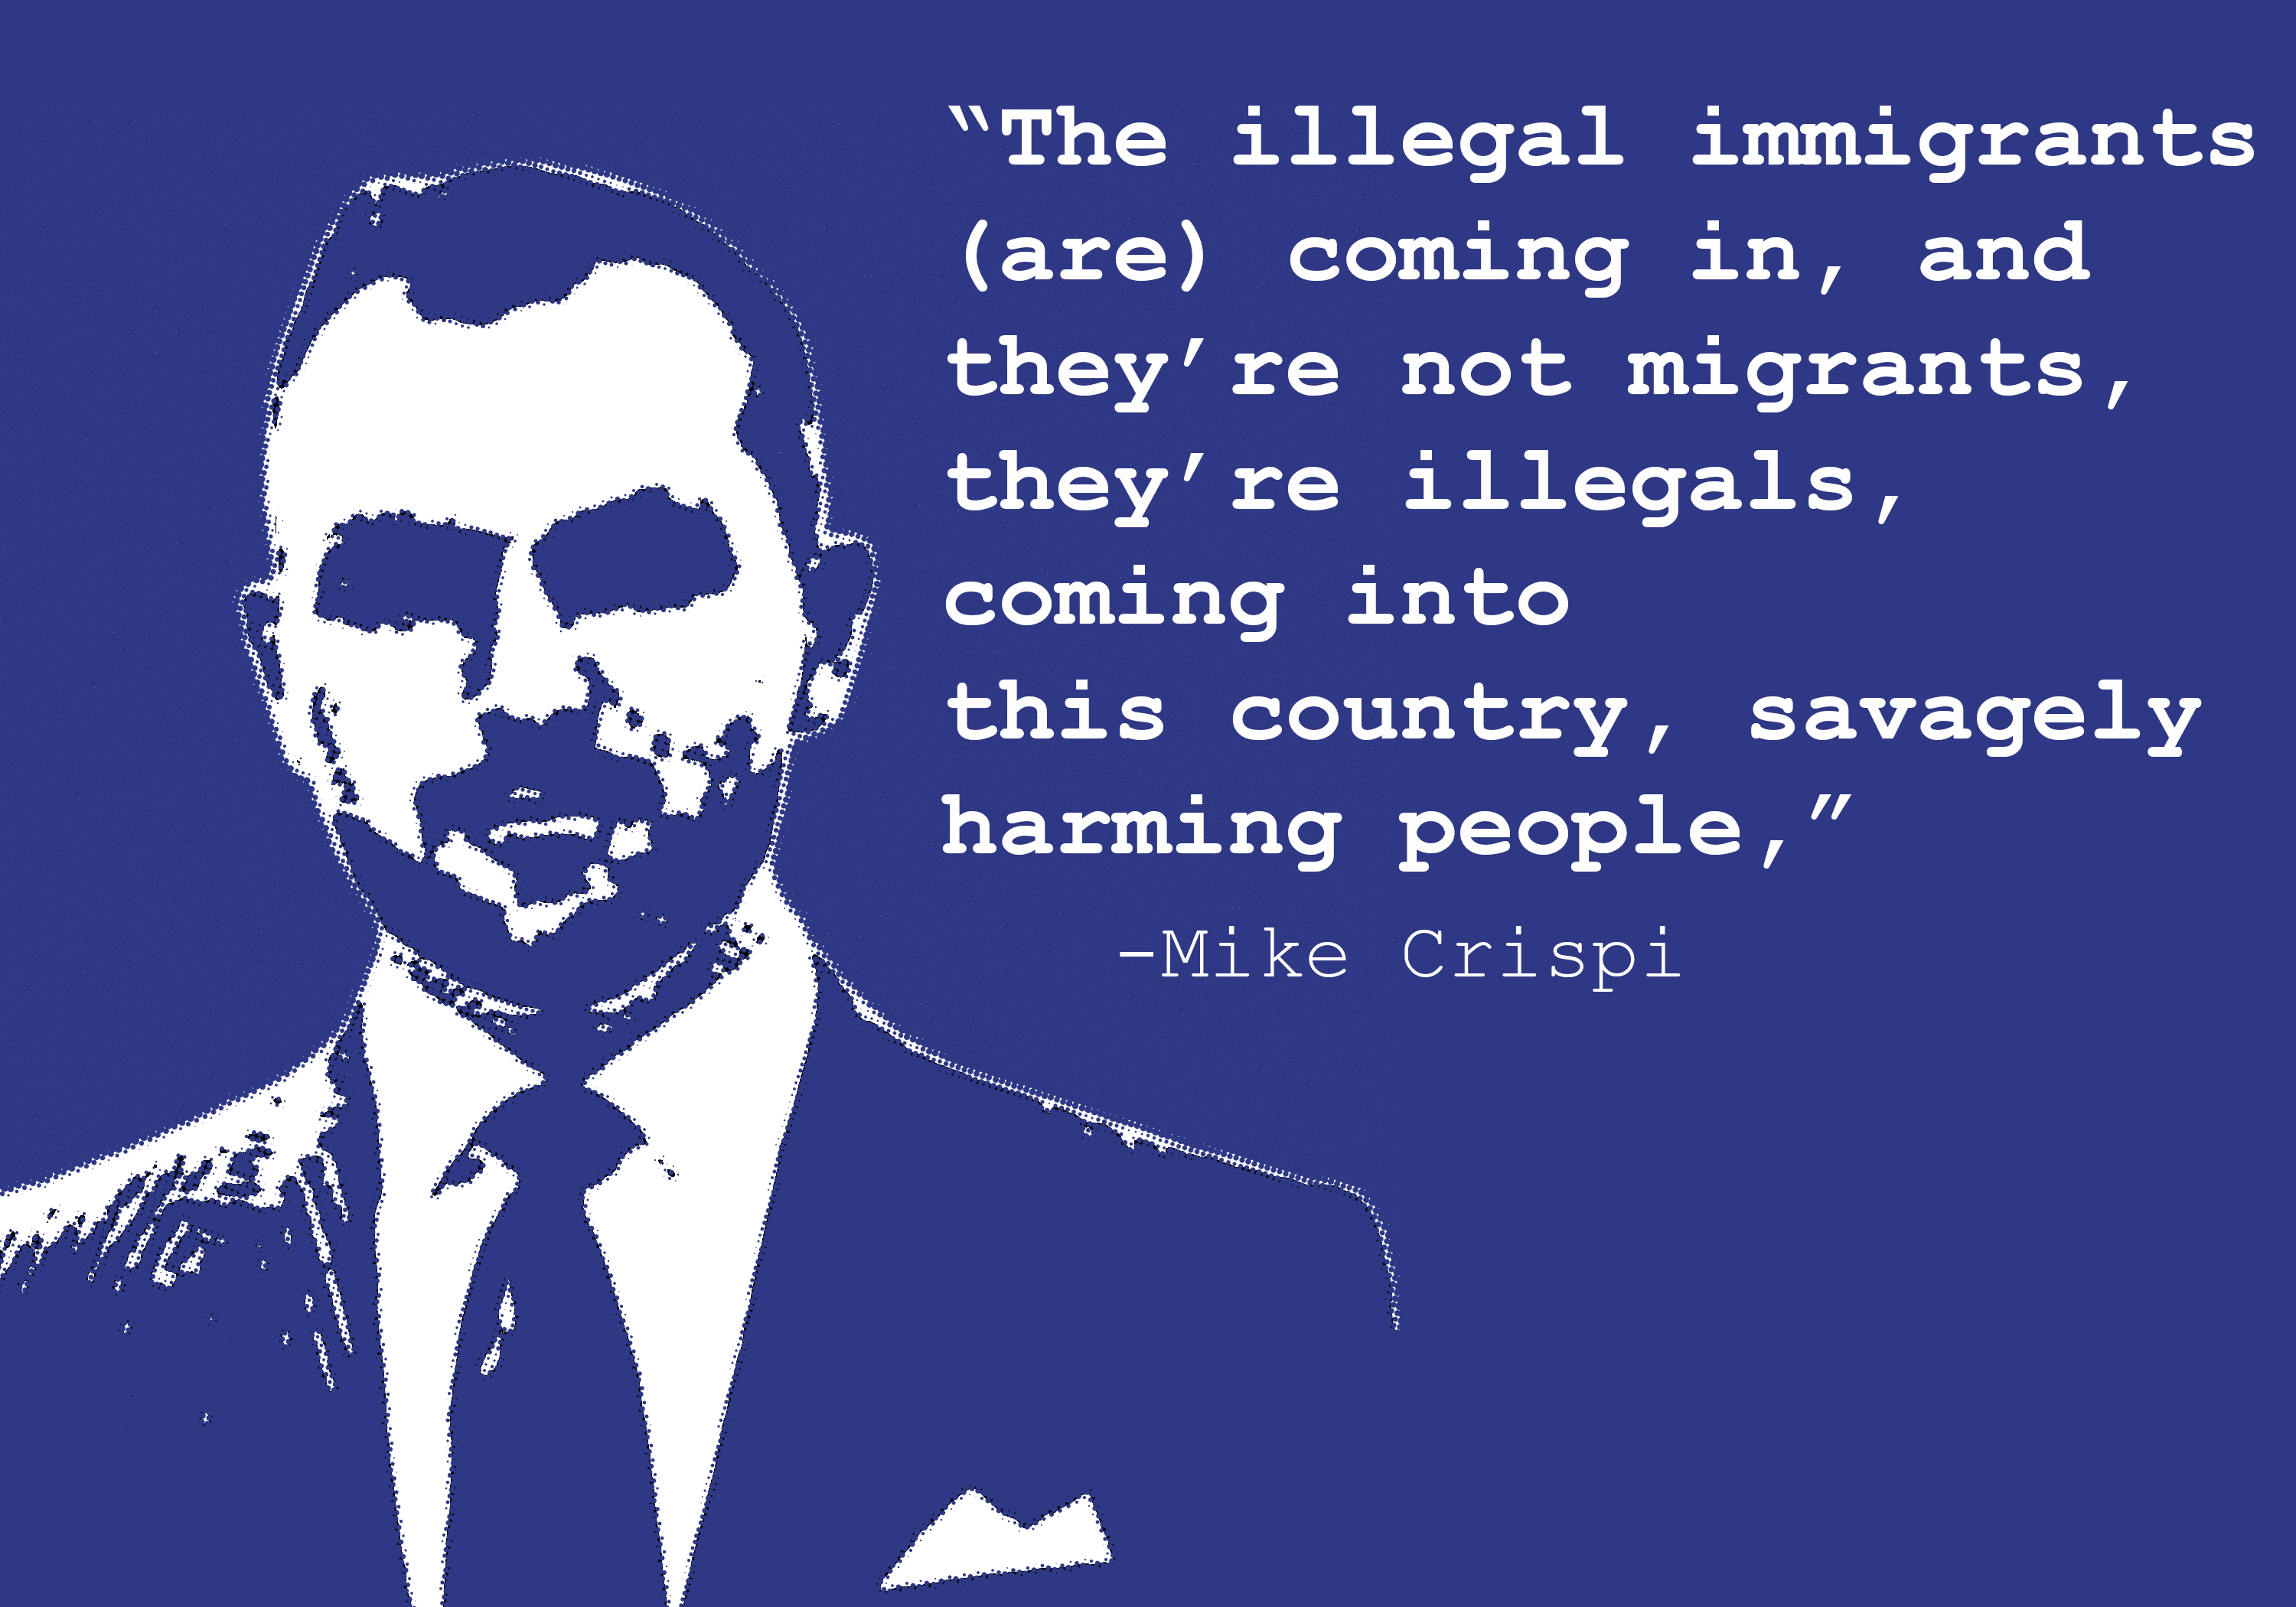 “The illegal immigrants
(are) coming in, and
they’re not migrants,
they’re illegals,
coming into
this country, savagely
harming people,”
–Mike Crispi